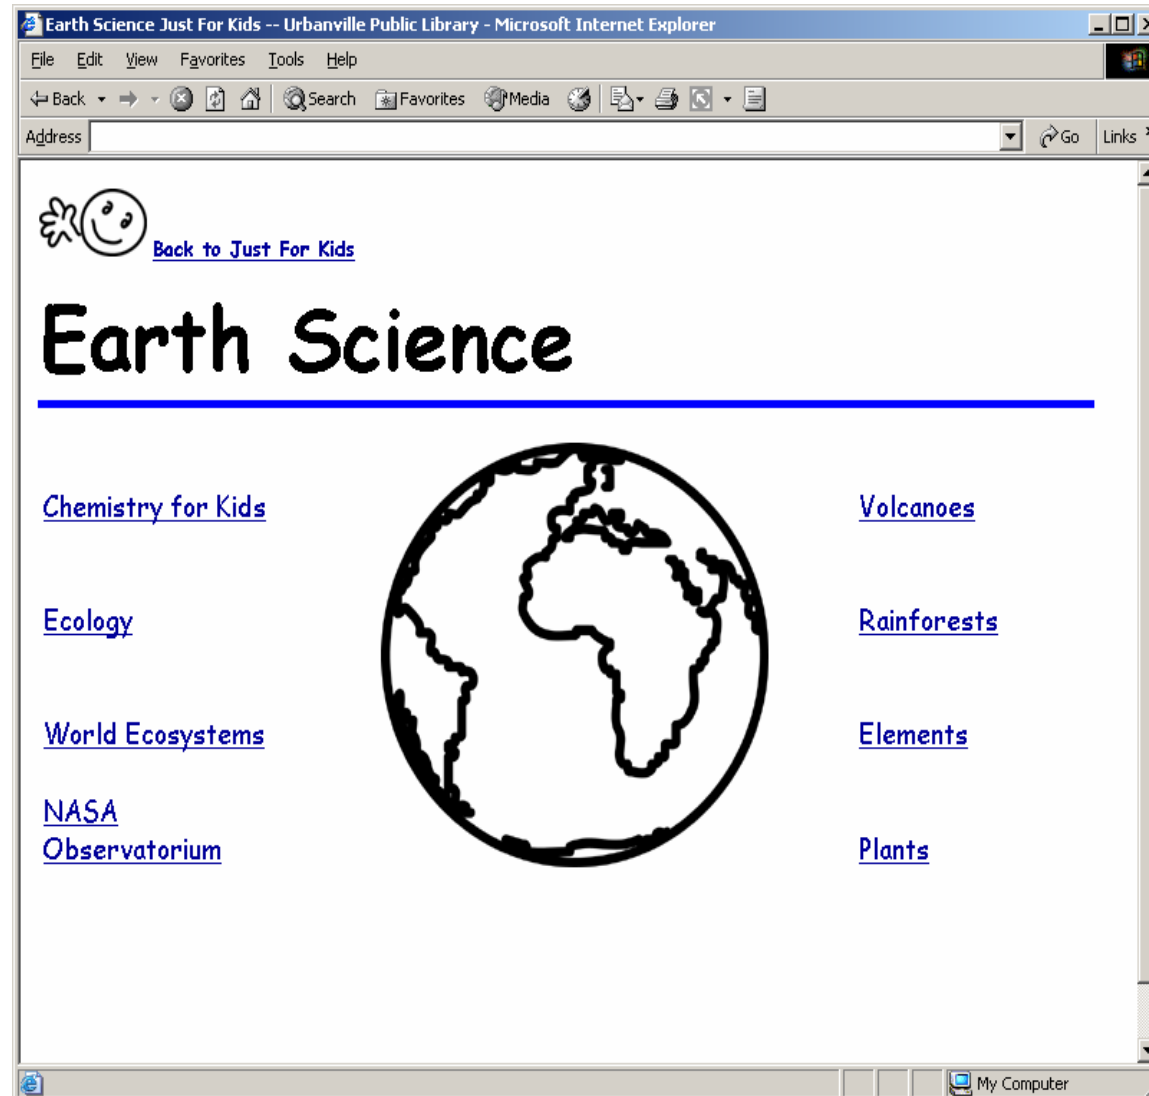 Earth Science Just For Kids -- Urbanville Public Library - Microsoft Internet Explorer
File Edit View Favorites Tools Help
Back Search Favorites Media
Address Go Links
Back to Just For Kids
Earth Science
Chemistry for Kids
Volcanoes
Ecology
Rainforests
World Ecosystems
Elements
NASA
Observatorium
Plants
My Computer